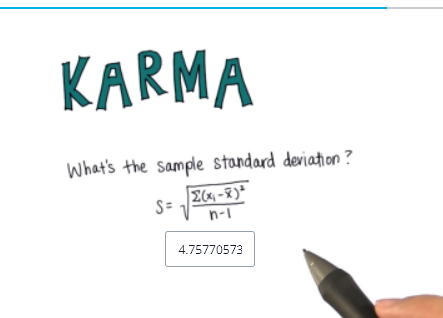 KARMA
What's the sample standard deviation?
S = √Σ(xᵢ-x̄)²
n-1
4.75770573